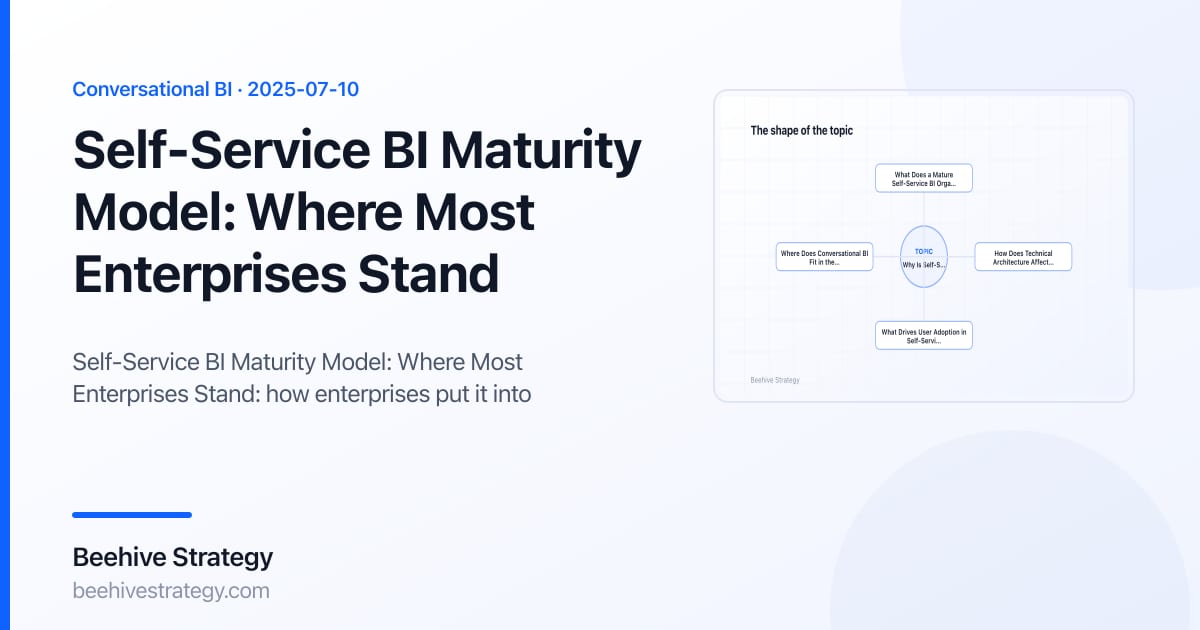 Conversational BI · 2025-07-10
Self-Service BI Maturity
Model: Where Most
Enterprises Stand
Self-Service BI Maturity Model: Where Most
Enterprises Stand: how enterprises put it into
Beehive Strategy
beehivestrategy.com
The shape of the topic
What Does a Mature
Self-Service BI Orga...
Where Does Conversational BI
Fit in the...
TOPIC
Why Is Self-S...
How Does Technical
Architecture Affect...
What Drives User Adoption in
Self-Servi...
Beehive Strategy